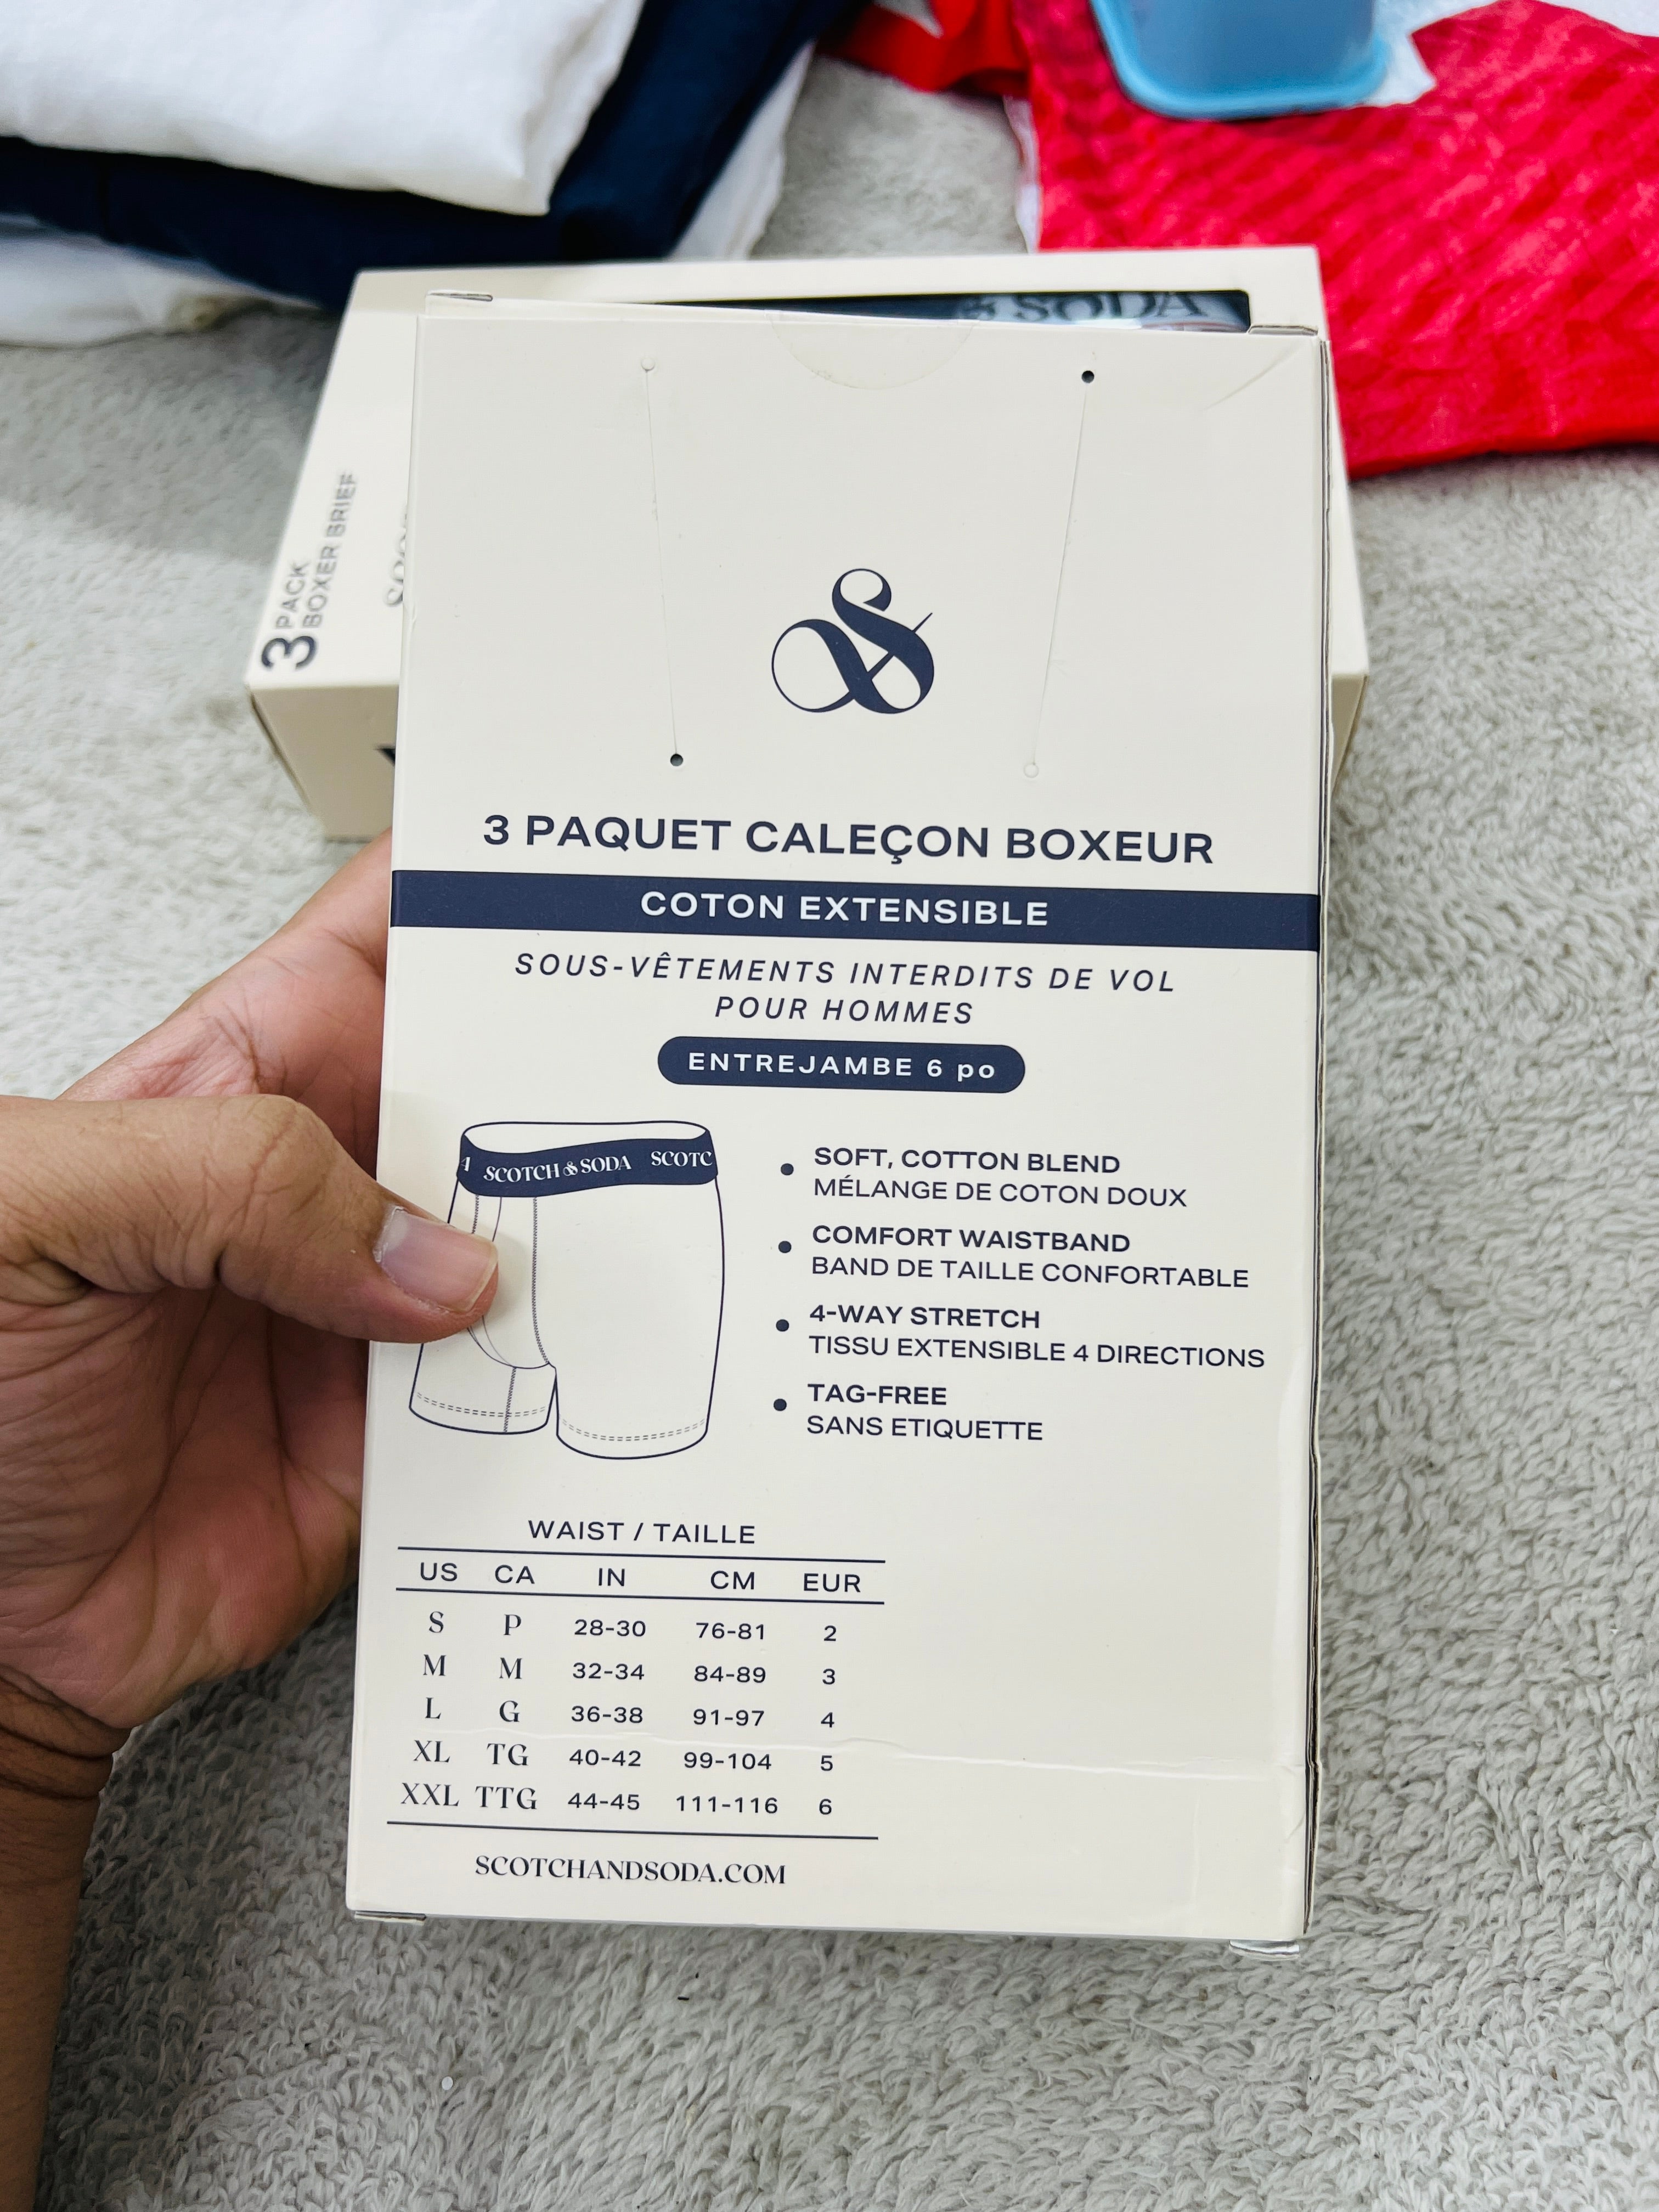 & SODA
3 PACK
BOXER BRIEF
3 PAQUET CALEÇON BOXEUR
COTON EXTENSIBLE
SOUS-VÊTEMENTS INTERDITS DE VOL
POUR HOMMES
ENTREJAMBE 6 po
SCOTCH & SODA SCOTC
SOFT, COTTON BLEND
MÉLANGE DE COTON DOUX
COMFORT WAISTBAND
BAND DE TAILLE CONFORTABLE
4-WAY STRETCH
TISSU EXTENSIBLE 4 DIRECTIONS
TAG-FREE
SANS ETIQUETTE
WAIST / TAILLE
US CA IN CM EUR
S P 28-30 76-81 2
M M 32-34 84-89 3
L G 36-38 91-97 4
XL TG 40-42 99-104 5
XXL TTG 44-45 111-116 6
SCOTCHANDSODA.COM